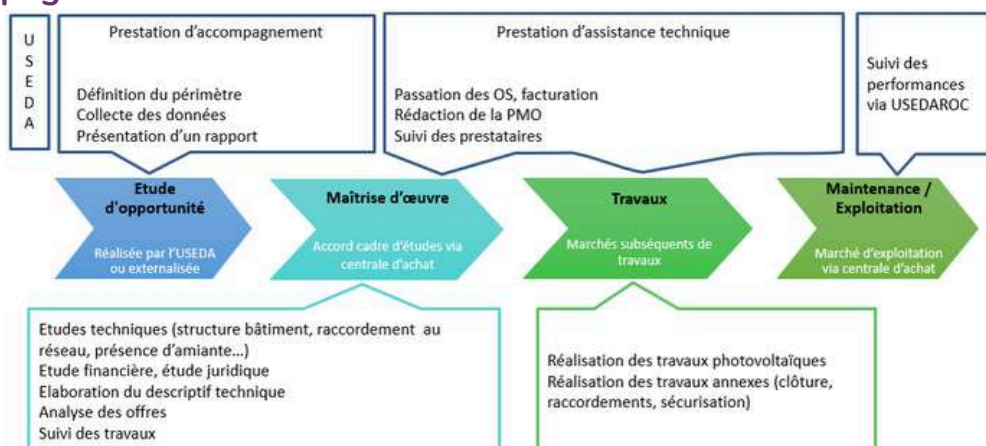 U
S
E
D
A
Prestation d'accompagnement
Définition du périmètre
Collecte des données
Présentation d'un rapport
Prestation d'assistance technique
Passation des OS, facturation
Rédaction de la PMO
Suivi des prestataires
Suivi des
performances
via USEDAROC
Etude
d'opportunité
Réalisée par l'USEDA
ou externalisée
Maîtrise d'œuvre
Accord cadre d'études via
centrale d'achat
Travaux
Marchés subséquents de
travaux
Maintenance /
Exploitation
Marché d'exploitation
via centrale d'achat
Etudes techniques (structure bâtiment, raccordement au
réseau, présence d'amiante...)
Etude financière, étude juridique
Elaboration du descriptif technique
Analyse des offres
Suivi des travaux
Réalisation des travaux photovoltaïques
Réalisation des travaux annexes (clôture,
raccordements, sécurisation)